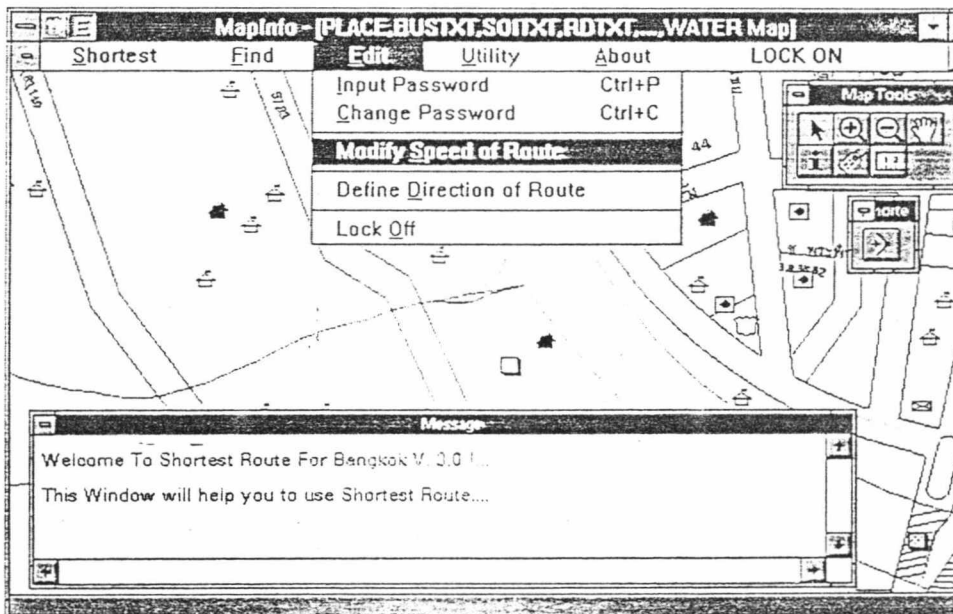 MapInfo - [PLACE,BUSTXT,SOITXT,RDTXT,...,WATER Map]
Shortest Find Edit Utility About LOCK ON
Input Password Ctrl+P
Change Password Ctrl+C
Modify Speed of Route
Define Direction of Route
Lock Off
Map Tools
Message
Welcome To Shortest Route For Bangkok V. 3.0 !...
This Window will help you to use Shortest Route....